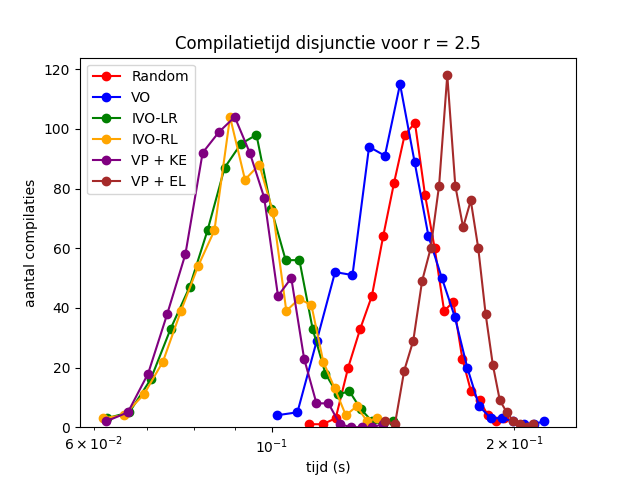 Compilatietijd disjunctie voor r = 2.5
120
100
80
60
40
20
0
aantal compilaties
Random
VO
IVO-LR
IVO-RL
VP + KE
VP + EL
6 × 10⁻²
10⁻¹
2 × 10⁻¹
tijd (s)